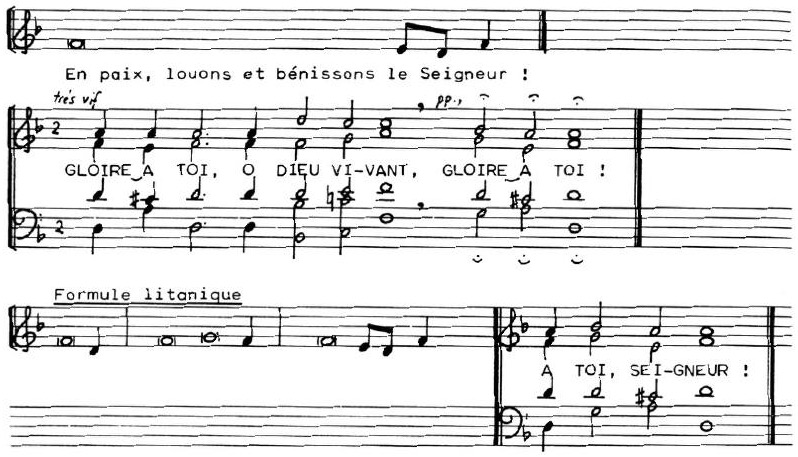 En paix, louons et bénissons le Seigneur !
très vif
pp.,
GLOIRE A TOI, O DIEU VI-VANT, GLOIRE A TOI !
Formule litanique
A TOI, SEI-GNEUR !